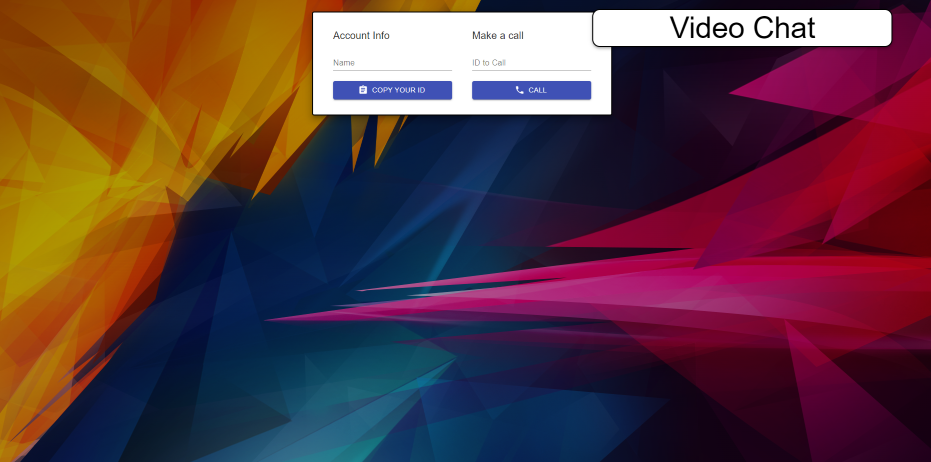 Video Chat
Account Info
Name
COPY YOUR ID
Make a call
ID to Call
CALL